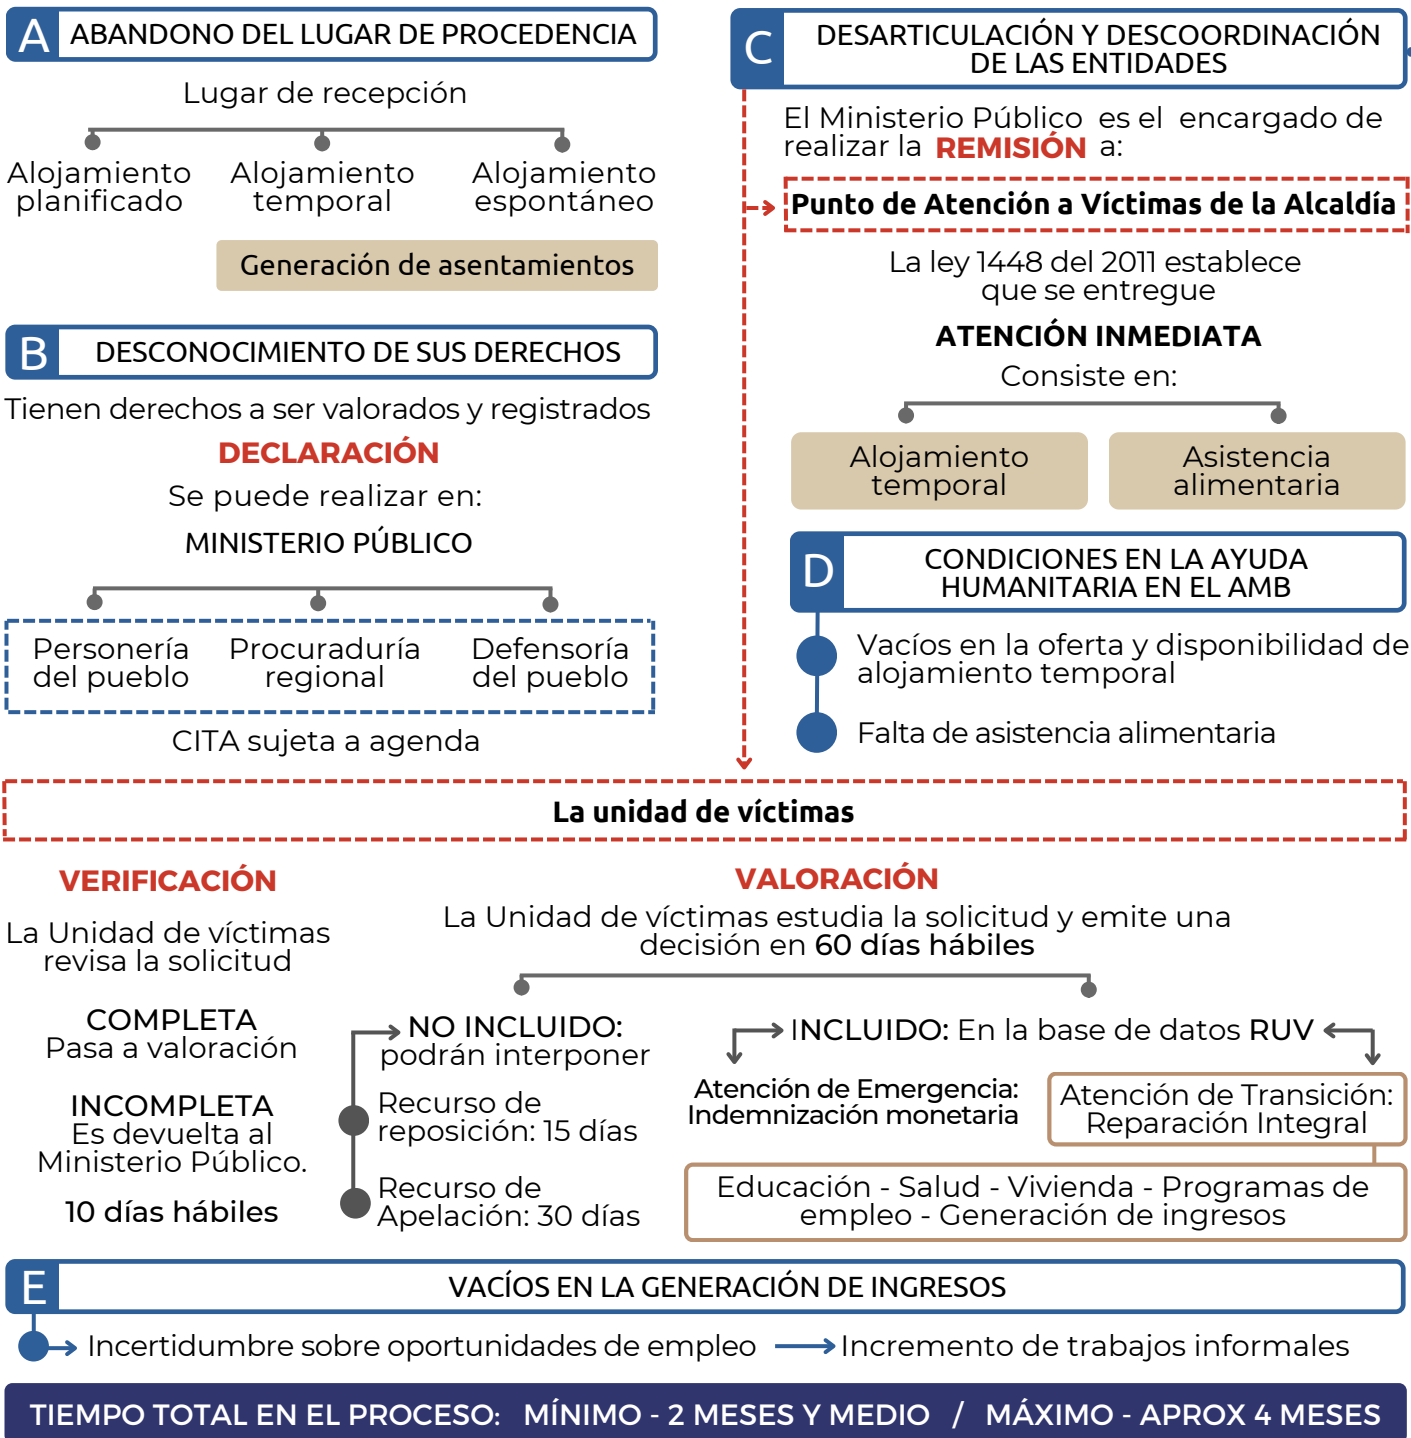 A ABANDONO DEL LUGAR DE PROCEDENCIA
Lugar de recepción
Alojamiento
planificado
Alojamiento
temporal
Alojamiento
espontáneo
Generación de asentamientos
B DESCONOCIMIENTO DE SUS DERECHOS
Tienen derechos a ser valorados y registrados
DECLARACIÓN
Se puede realizar en:
MINISTERIO PÚBLICO
Personería
del pueblo
Procuraduría
regional
Defensoría
del pueblo
CITA sujeta a agenda
C DESARTICULACIÓN Y DESCOORDINACIÓN
DE LAS ENTIDADES
El Ministerio Público es el encargado de
realizar la REMISIÓN a:
Punto de Atención a Víctimas de la Alcaldía
La ley 1448 del 2011 establece
que se entregue
ATENCIÓN INMEDIATA
Consiste en:
Alojamiento
temporal
Asistencia
alimentaria
D CONDICIONES EN LA AYUDA
HUMANITARIA EN EL AMB
Vacíos en la oferta y disponibilidad de
alojamiento temporal
Falta de asistencia alimentaria
La unidad de víctimas
VERIFICACIÓN
La Unidad de víctimas
revisa la solicitud
COMPLETA
Pasa a valoración
INCOMPLETA
Es devuelta al
Ministerio Público.
10 días hábiles
VALORACIÓN
La Unidad de víctimas estudia la solicitud y emite una
decisión en 60 días hábiles
NO INCLUIDO:
podrán interponer
Recurso de
reposición: 15 días
Recurso de
Apelación: 30 días
INCLUIDO: En la base de datos RUV
Atención de Emergencia:
Indemnización monetaria
Atención de Transición:
Reparación Integral
Educación - Salud - Vivienda - Programas de
empleo - Generación de ingresos
E VACÍOS EN LA GENERACIÓN DE INGRESOS
Incertidumbre sobre oportunidades de empleo
Incremento de trabajos informales
TIEMPO TOTAL EN EL PROCESO: MÍNIMO - 2 MESES Y MEDIO / MÁXIMO - APROX 4 MESES